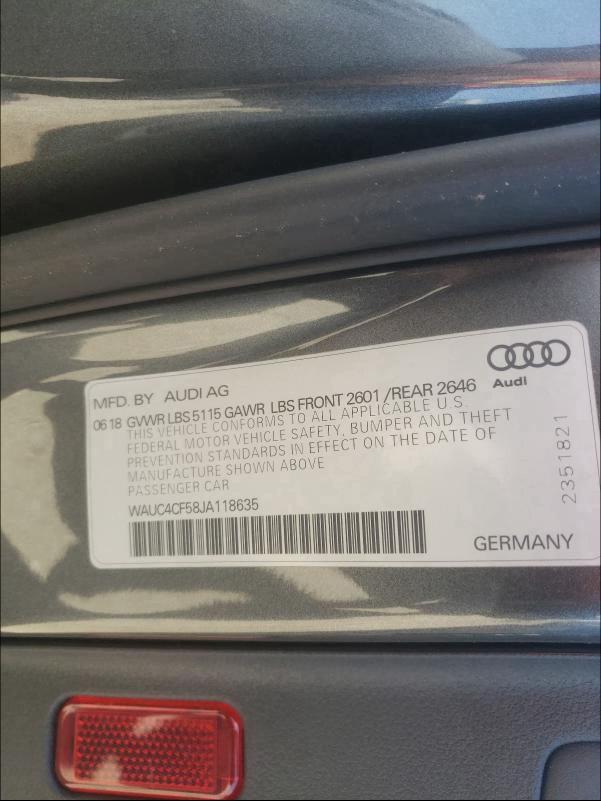 MFD. BY AUDI AG
Audi
06 18 GVWR LBS 5115 GAWR LBS FRONT 2601 / REAR 2646
THIS VEHICLE CONFORMS TO ALL APPLICABLE U.S.
FEDERAL MOTOR VEHICLE SAFETY, BUMPER AND THEFT
PREVENTION STANDARDS IN EFFECT ON THE DATE OF
MANUFACTURE SHOWN ABOVE
PASSENGER CAR
WAUC4CF58JA118635
GERMANY
2351821